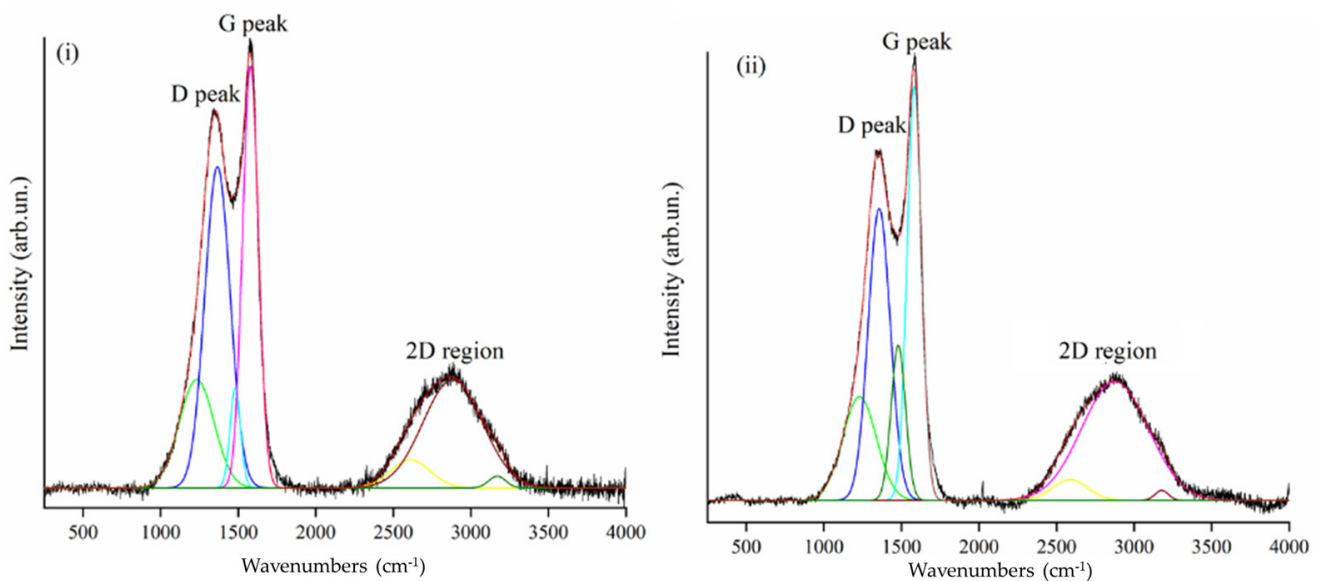 G peak
(i)
D peak
2D region
Intensity (arb.un.)
500 1000 1500 2000 2500 3000 3500 4000
Wavenumbers (cm-1)
G peak
(ii)
D peak
2D region
Intensity (arb.un.)
500 1000 1500 2000 2500 3000 3500 4000
Wavenumbers (cm-1)